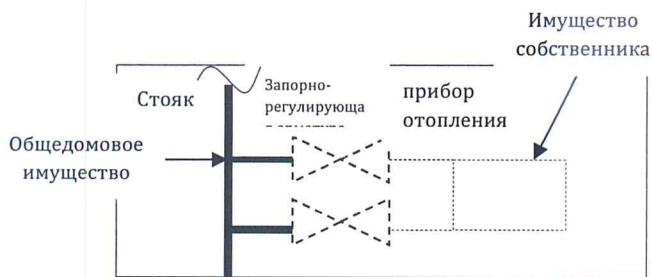 Имущество
собственника
Стояк
Запорно-
регулирующа
прибор
отопления
Общедомовое
имущество